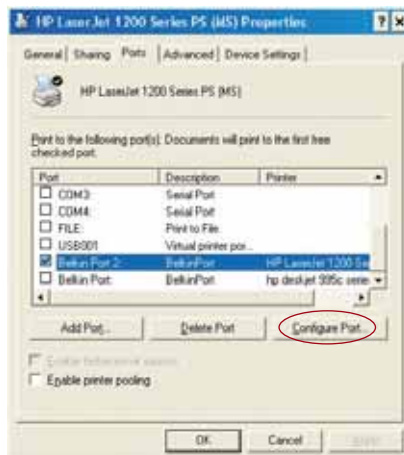 HP LaserJet 1200 Series PS (MS) Properties
General Sharing Ports Advanced Device Settings
HP LaserJet 1200 Series PS (MS)
Print to the following port(s). Documents will print to the first free
checked port.
Port Description Printer
COM3: Serial Port
COM4: Serial Port
FILE: Print to File
USB001 Virtual printer por...
Belkin Port 2: BelkinPort HP LaserJet 1200 Se
Belkin Port: BelkinPort hp deskjet 995c serie
Add Port... Delete Port Configure Port...
Enable bidirectional support
Enable printer pooling
OK Cancel Apply